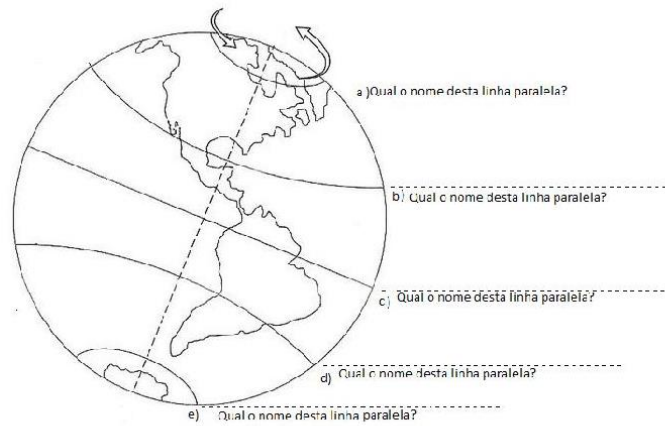 a )Qual o nome desta linha paralela?
b) Qual o nome desta linha paralela?
c) Qual o nome desta linha paralela?
d) Qual o nome desta linha paralela?
e) Qual o nome desta linha paralela?